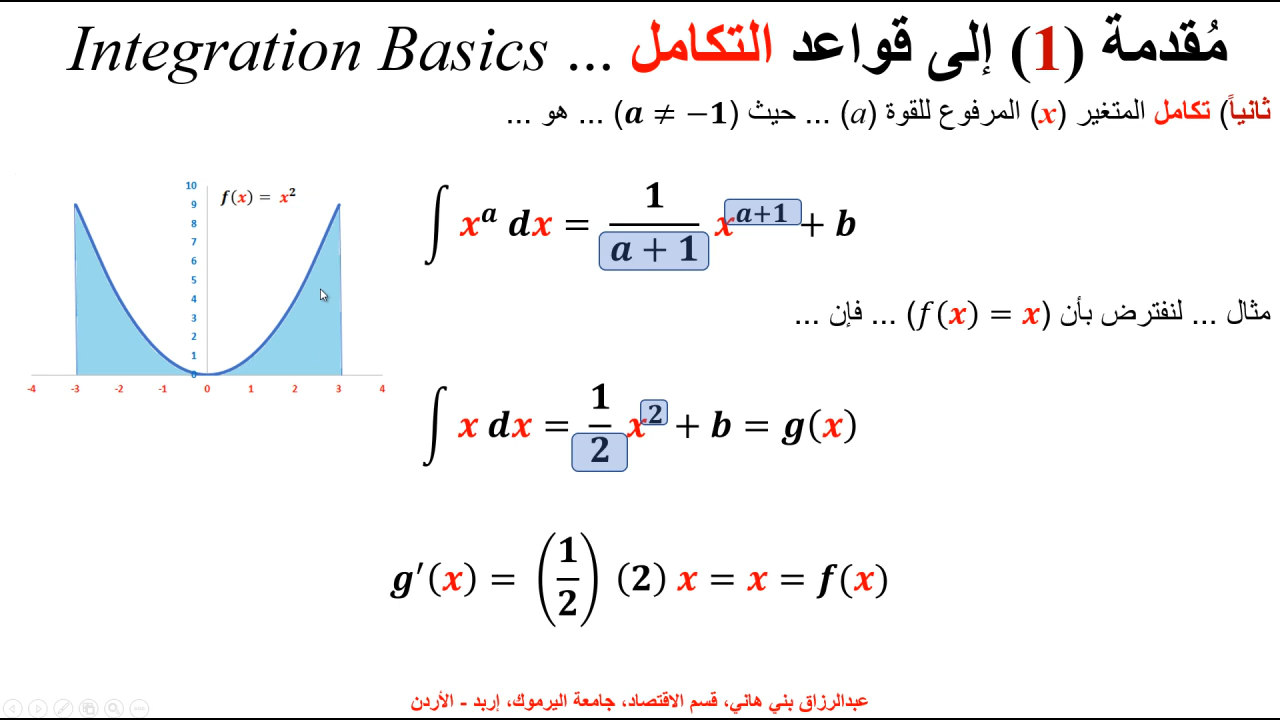 مُقدمة (1) إلى قواعد التكامل ... Integration Basics
ثانياً) تكامل المتغير (x) المرفوع للقوة (a) ... حيث (a ≠ −1) ... هو ...
f(x) = x²
10
9
8
7
6
5
4
3
2
1
0
-4 -3 -2 -1 0 1 2 3 4
∫ xᵃ dx = 1/(a + 1) xᵃ⁺¹ + b
مثال ... لنفترض بأن (f(x) = x) ... فإن ...
∫ x dx = 1/2 x² + b = g(x)
g′(x) = (1/2) (2) x = x = f(x)
عبدالرزاق بني هاني، قسم الاقتصاد، جامعة اليرموك، إربد - الأردن